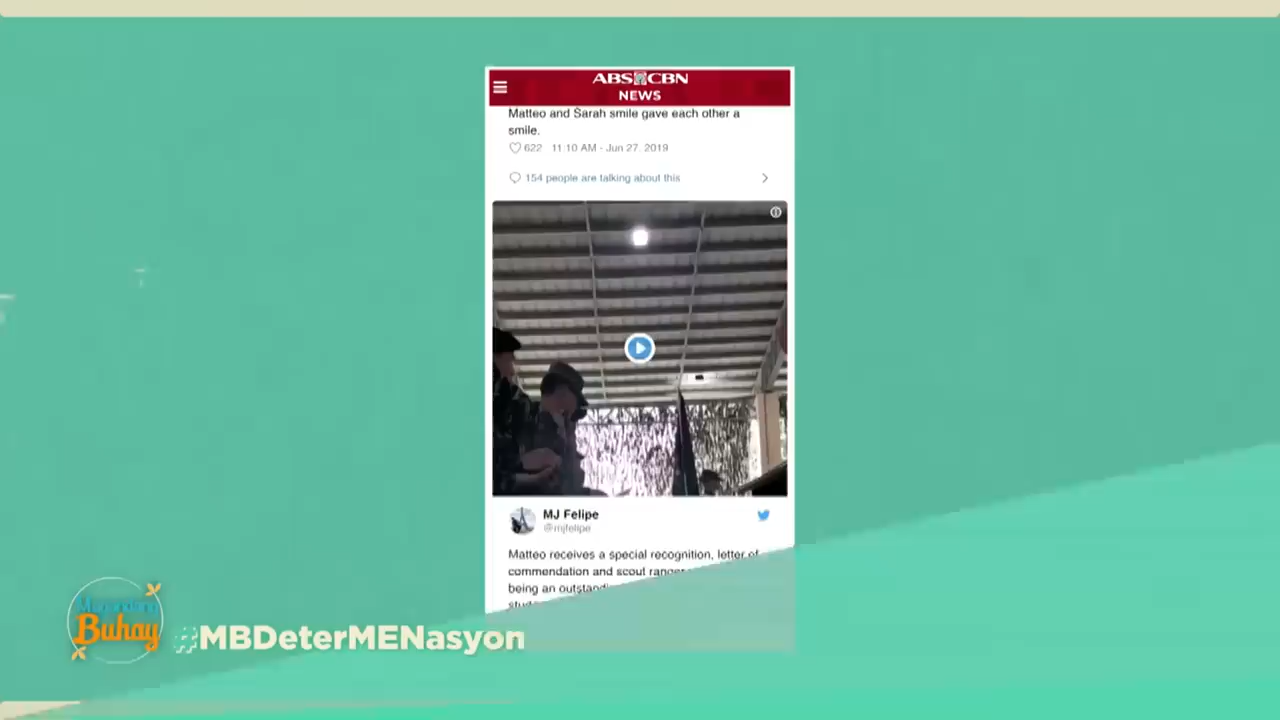 ABS CBN
NEWS
Matteo and Sarah smile gave each other a
smile.
622 11:10 AM - Jun 27, 2019
154 people are talking about this
MJ Felipe
@mjfelipe
Matteo receives a special recognition, letter of
commendation and scout ranger
being an outstanding
Magandang
Buhay
#MBDeterMENasyon